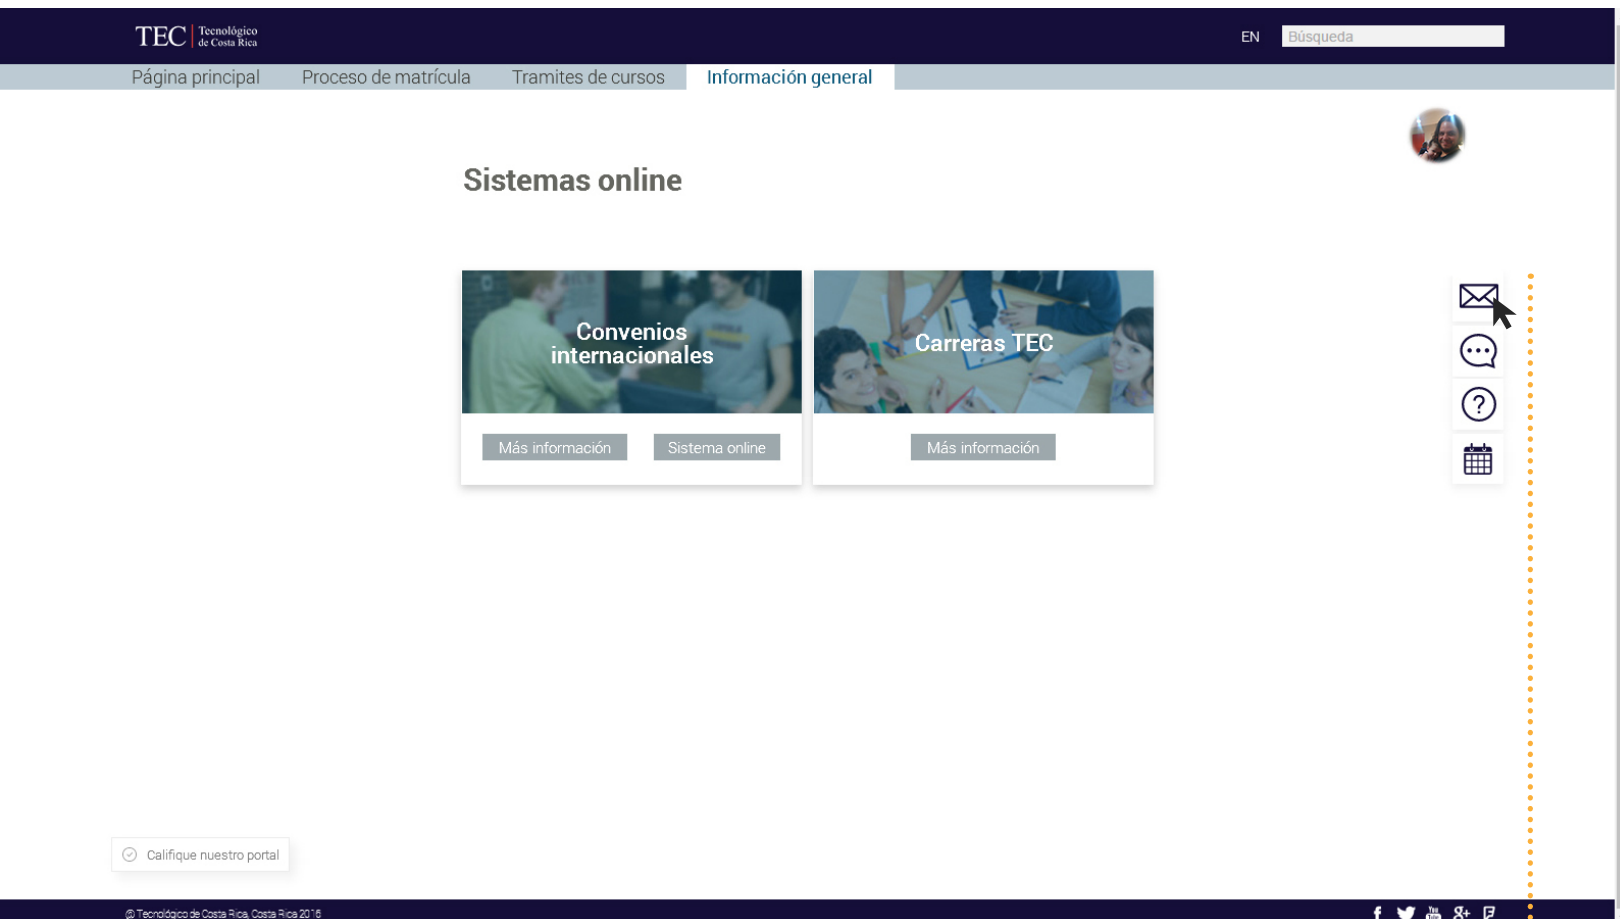 TEC Tecnológico
de Costa Rica
EN Búsqueda
Página principal Proceso de matrícula Tramites de cursos Información general
Sistemas online
Convenios
internacionales
Carreras TEC
Más información Sistema online Más información
Califique nuestro portal
@ Tecnológico de Costa Rica, Costa Rica 2016